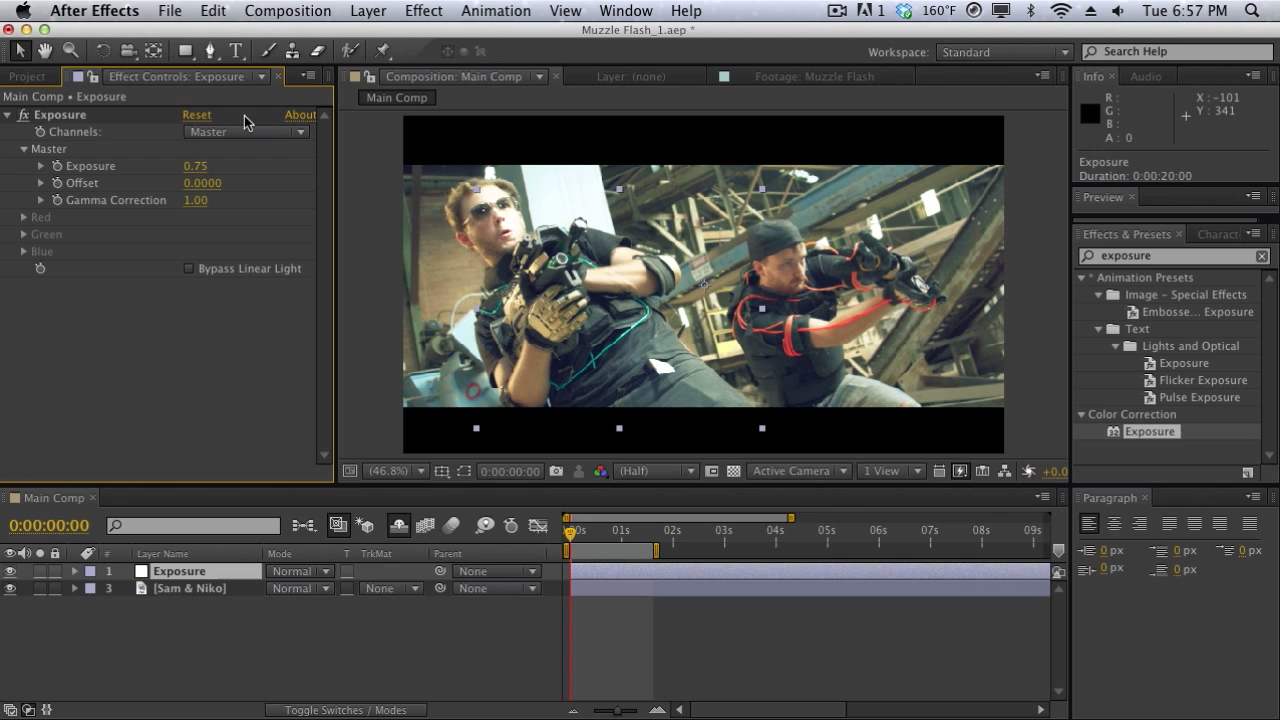 After Effects File Edit Composition Layer Effect Animation View Window Help 1 160°F Tue 6:57 PM
Muzzle Flash_1.aep *
Workspace: Standard Search Help
Project Effect Controls: Exposure Composition: Main Comp Layer: (none) Footage: Muzzle Flash Info Audio
Main Comp • Exposure
Main Comp
fx Exposure Reset About
Channels: Master
Master
Exposure 0.75
Offset 0.0000
Gamma Correction 1.00
Red
Green
Blue
Bypass Linear Light
R :
G :
B :
A : 0
X : -101
Y : 341
Exposure
Duration: 0:00:20:00
Preview
Effects & Presets Charact
exposure
* Animation Presets
Image - Special Effects
Embosse... Exposure
Text
Lights and Optical
Exposure
Flicker Exposure
Pulse Exposure
Color Correction
Exposure
(46.8%) 0:00:00:00 (Half) Active Camera 1 View +0.0
Main Comp
0:00:00:00
00s 01s 02s 03s 04s 05s 06s 07s 08s 09s
# Layer Name Mode T TrkMat Parent
1 Exposure Normal None
3 [Sam & Niko] Normal None None
Toggle Switches / Modes
Paragraph
0 px 0 px 0 px
0 px 0 px